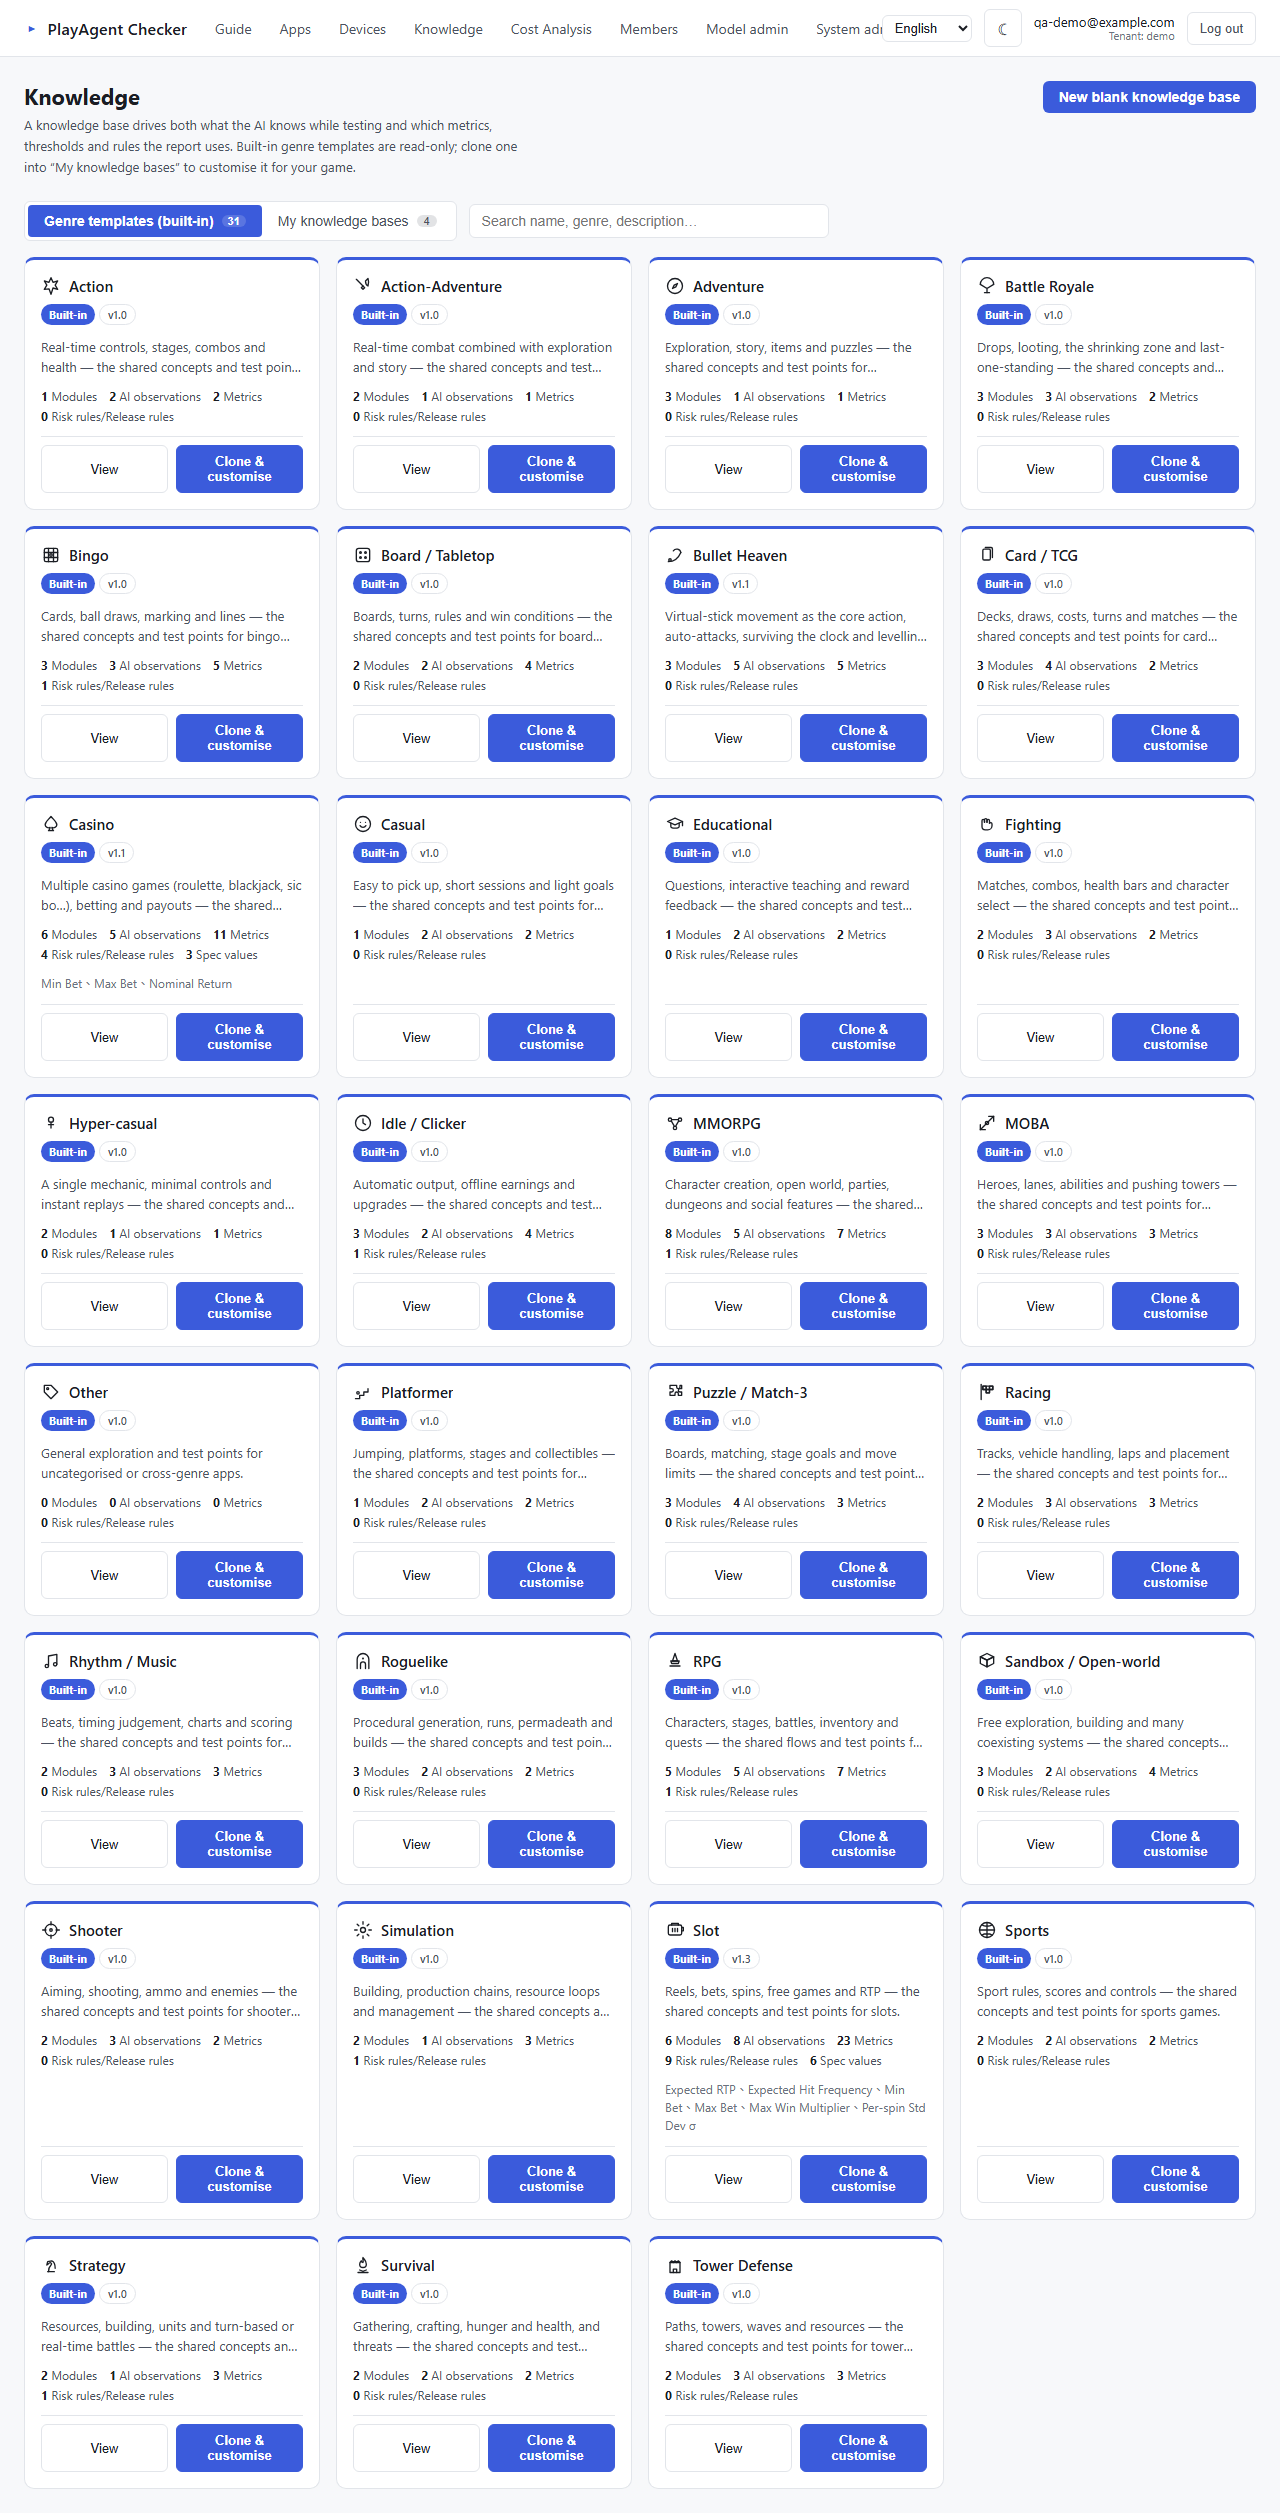 PlayAgent Checker
Guide
Apps
Devices
Knowledge
Cost Analysis
Members
Model admin
System adr
English
qa-demo@example.com
Tenant: demo
Log out
Knowledge
New blank knowledge base
A knowledge base drives both what the AI knows while testing and which metrics,
thresholds and rules the report uses. Built-in genre templates are read-only; clone one
into “My knowledge bases” to customise it for your game.
Genre templates (built-in) 31
My knowledge bases 4
Search name, genre, description…
Action
Built-in v1.0
Real-time controls, stages, combos and
health — the shared concepts and test poin…
1 Modules 2 AI observations 2 Metrics
0 Risk rules/Release rules
View
Clone &
customise
Action-Adventure
Built-in v1.0
Real-time combat combined with exploration
and story — the shared concepts and test…
2 Modules 1 AI observations 1 Metrics
0 Risk rules/Release rules
View
Clone &
customise
Adventure
Built-in v1.0
Exploration, story, items and puzzles — the
shared concepts and test points for…
3 Modules 1 AI observations 1 Metrics
0 Risk rules/Release rules
View
Clone &
customise
Battle Royale
Built-in v1.0
Drops, looting, the shrinking zone and last-
one-standing — the shared concepts and…
3 Modules 3 AI observations 2 Metrics
0 Risk rules/Release rules
View
Clone &
customise
Bingo
Built-in v1.0
Cards, ball draws, marking and lines — the
shared concepts and test points for bingo…
3 Modules 3 AI observations 5 Metrics
1 Risk rules/Release rules
View
Clone &
customise
Board / Tabletop
Built-in v1.0
Boards, turns, rules and win conditions — the
shared concepts and test points for board…
2 Modules 2 AI observations 4 Metrics
0 Risk rules/Release rules
View
Clone &
customise
Bullet Heaven
Built-in v1.1
Virtual-stick movement as the core action,
auto-attacks, surviving the clock and levellin…
3 Modules 5 AI observations 5 Metrics
0 Risk rules/Release rules
View
Clone &
customise
Card / TCG
Built-in v1.0
Decks, draws, costs, turns and matches — the
shared concepts and test points for card…
3 Modules 4 AI observations 2 Metrics
0 Risk rules/Release rules
View
Clone &
customise
Casino
Built-in v1.1
Multiple casino games (roulette, blackjack, sic
bo…), betting and payouts — the shared…
6 Modules 5 AI observations 11 Metrics
4 Risk rules/Release rules 3 Spec values
Min Bet、Max Bet、Nominal Return
View
Clone &
customise
Casual
Built-in v1.0
Easy to pick up, short sessions and light goals
— the shared concepts and test points for…
1 Modules 2 AI observations 2 Metrics
0 Risk rules/Release rules
View
Clone &
customise
Educational
Built-in v1.0
Questions, interactive teaching and reward
feedback — the shared concepts and test…
1 Modules 2 AI observations 2 Metrics
0 Risk rules/Release rules
View
Clone &
customise
Fighting
Built-in v1.0
Matches, combos, health bars and character
select — the shared concepts and test point…
2 Modules 3 AI observations 2 Metrics
0 Risk rules/Release rules
View
Clone &
customise
Hyper-casual
Built-in v1.0
A single mechanic, minimal controls and
instant replays — the shared concepts and…
2 Modules 1 AI observations 1 Metrics
0 Risk rules/Release rules
View
Clone &
customise
Idle / Clicker
Built-in v1.0
Automatic output, offline earnings and
upgrades — the shared concepts and test…
3 Modules 2 AI observations 4 Metrics
1 Risk rules/Release rules
View
Clone &
customise
MMORPG
Built-in v1.0
Character creation, open world, parties,
dungeons and social features — the shared…
8 Modules 5 AI observations 7 Metrics
1 Risk rules/Release rules
View
Clone &
customise
MOBA
Built-in v1.0
Heroes, lanes, abilities and pushing towers —
the shared concepts and test points for…
3 Modules 3 AI observations 3 Metrics
0 Risk rules/Release rules
View
Clone &
customise
Other
Built-in v1.0
General exploration and test points for
uncategorised or cross-genre apps.
0 Modules 0 AI observations 0 Metrics
0 Risk rules/Release rules
View
Clone &
customise
Platformer
Built-in v1.0
Jumping, platforms, stages and collectibles —
the shared concepts and test points for…
1 Modules 2 AI observations 2 Metrics
0 Risk rules/Release rules
View
Clone &
customise
Puzzle / Match-3
Built-in v1.0
Boards, matching, stage goals and move
limits — the shared concepts and test point…
3 Modules 4 AI observations 3 Metrics
0 Risk rules/Release rules
View
Clone &
customise
Racing
Built-in v1.0
Tracks, vehicle handling, laps and placement
— the shared concepts and test points for…
2 Modules 3 AI observations 3 Metrics
0 Risk rules/Release rules
View
Clone &
customise
Rhythm / Music
Built-in v1.0
Beats, timing judgement, charts and scoring
— the shared concepts and test points for…
2 Modules 3 AI observations 3 Metrics
0 Risk rules/Release rules
View
Clone &
customise
Roguelike
Built-in v1.0
Procedural generation, runs, permadeath and
builds — the shared concepts and test poin…
3 Modules 2 AI observations 2 Metrics
0 Risk rules/Release rules
View
Clone &
customise
RPG
Built-in v1.0
Characters, stages, battles, inventory and
quests — the shared flows and test points f…
5 Modules 5 AI observations 7 Metrics
1 Risk rules/Release rules
View
Clone &
customise
Sandbox / Open-world
Built-in v1.0
Free exploration, building and many
coexisting systems — the shared concepts…
3 Modules 2 AI observations 4 Metrics
0 Risk rules/Release rules
View
Clone &
customise
Shooter
Built-in v1.0
Aiming, shooting, ammo and enemies — the
shared concepts and test points for shooter…
2 Modules 3 AI observations 2 Metrics
0 Risk rules/Release rules
View
Clone &
customise
Simulation
Built-in v1.0
Building, production chains, resource loops
and management — the shared concepts a…
2 Modules 1 AI observations 3 Metrics
1 Risk rules/Release rules
View
Clone &
customise
Slot
Built-in v1.3
Reels, bets, spins, free games and RTP — the
shared concepts and test points for slots.
6 Modules 8 AI observations 23 Metrics
9 Risk rules/Release rules 6 Spec values
Expected RTP、Expected Hit Frequency、Min
Bet、Max Bet、Max Win Multiplier、Per-spin Std
Dev σ
View
Clone &
customise
Sports
Built-in v1.0
Sport rules, scores and controls — the shared
concepts and test points for sports games.
2 Modules 2 AI observations 2 Metrics
0 Risk rules/Release rules
View
Clone &
customise
Strategy
Built-in v1.0
Resources, building, units and turn-based or
real-time battles — the shared concepts an…
2 Modules 1 AI observations 3 Metrics
1 Risk rules/Release rules
View
Clone &
customise
Survival
Built-in v1.0
Gathering, crafting, hunger and health, and
threats — the shared concepts and test…
2 Modules 2 AI observations 2 Metrics
0 Risk rules/Release rules
View
Clone &
customise
Tower Defense
Built-in v1.0
Paths, towers, waves and resources — the
shared concepts and test points for tower…
2 Modules 3 AI observations 3 Metrics
0 Risk rules/Release rules
View
Clone &
customise